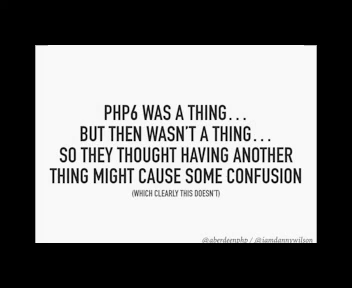 PHP6 WAS A THING...
BUT THEN WASN'T A THING...
SO THEY THOUGHT HAVING ANOTHER
THING MIGHT CAUSE SOME CONFUSION
(WHICH CLEARLY THIS DOESN'T)
@aberdeenphp / @iamdannywilson